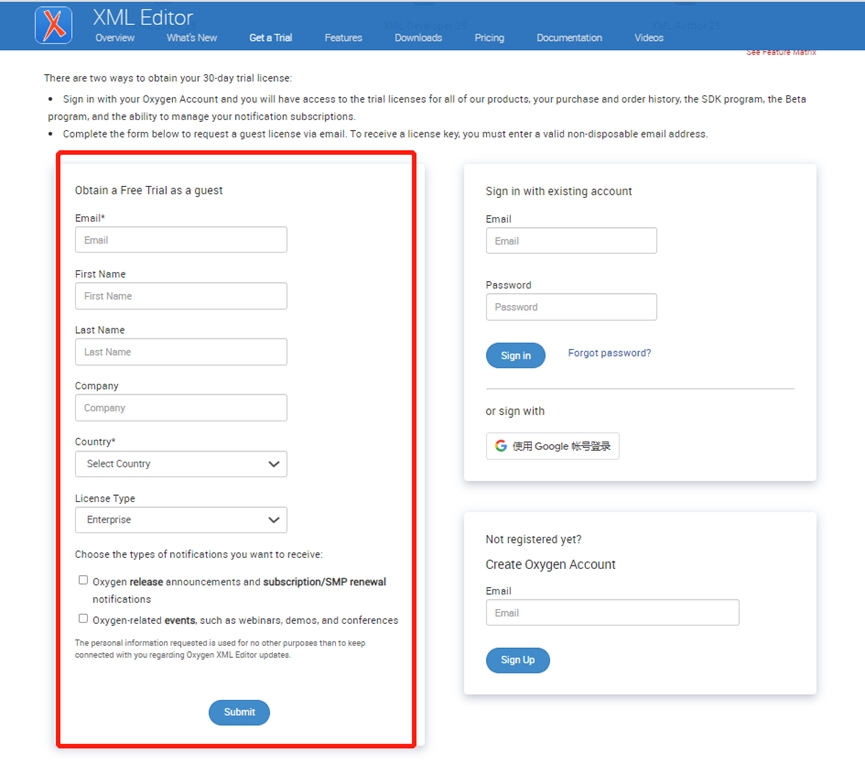 XML Editor
Overview What's New Get a Trial Features Downloads Pricing Documentation Videos
See Feature Matrix
There are two ways to obtain your 30-day trial license:
• Sign in with your Oxygen Account and you will have access to the trial licenses for all of our products, your purchase and order history, the SDK program, the Beta
program, and the ability to manage your notification subscriptions.
• Complete the form below to request a guest license via email. To receive a license key, you must enter a valid non-disposable email address.
Obtain a Free Trial as a guest
Email*
Email
First Name
First Name
Last Name
Last Name
Company
Company
Country*
Select Country
License Type
Enterprise
Choose the types of notifications you want to receive:
Oxygen release announcements and subscription/SMP renewal
notifications
Oxygen-related events, such as webinars, demos, and conferences
The personal information requested is used for no other purposes than to keep
connected with you regarding Oxygen XML Editor updates.
Submit
Sign in with existing account
Email
Email
Password
Password
Sign in Forgot password?
or sign with
使用 Google 帐号登录
Not registered yet?
Create Oxygen Account
Email
Email
Sign Up